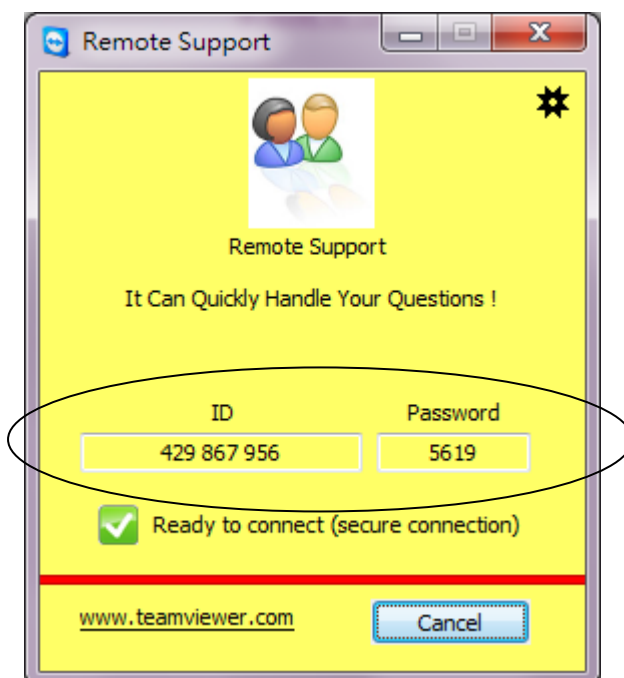 Remote Support
Remote Support
It Can Quickly Handle Your Questions !
ID Password
429 867 956 5619
Ready to connect (secure connection)
www.teamviewer.com Cancel